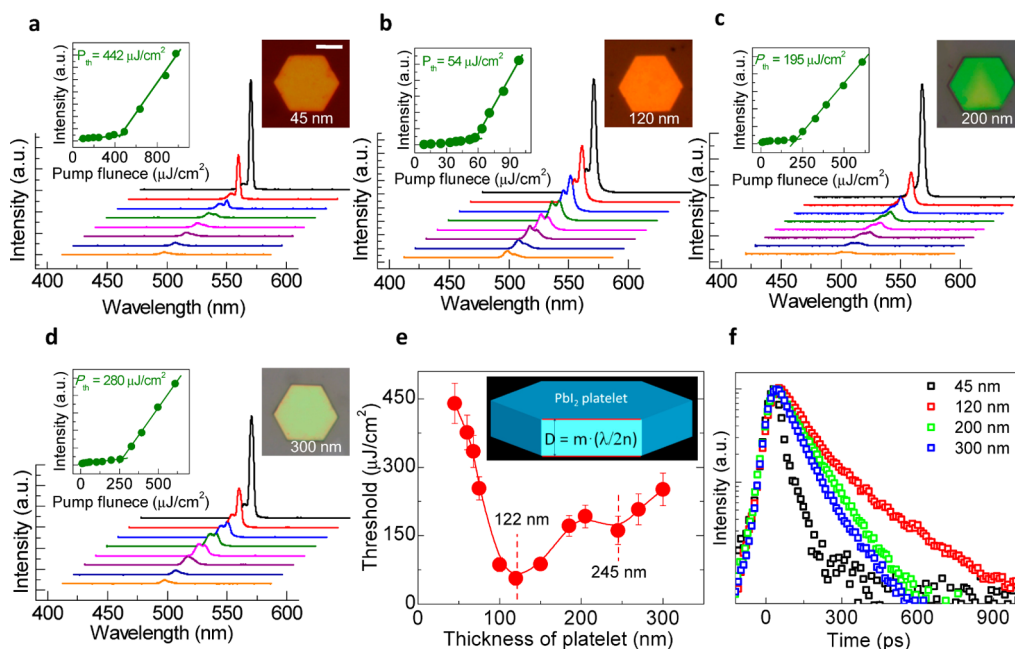 a
P_th = 442 μJ/cm²
Intensity (a.u.)
0 400 800
Pump flunece (μJ/cm²)
45 nm
Intensity (a.u.)
400 450 500 550 600
Wavelength (nm)
b
P_th = 54 μJ/cm²
Intensity (a.u.)
0 30 60 90
Pump flunece (μJ/cm²)
120 nm
Intensity (a.u.)
400 450 500 550 600
Wavelength (nm)
c
P_th = 195 μJ/cm²
Intensity (a.u.)
0 250 500
Pump flunece (μJ/cm²)
200 nm
Intensity (a.u.)
400 450 500 550 600
Wavelength (nm)
d
P_th = 280 μJ/cm²
Intensity (a.u.)
0 250 500
Pump flunece (μJ/cm²)
300 nm
Intensity (a.u.)
400 450 500 550 600
Wavelength (nm)
e
450
300
150
0
Threshold (μJ/cm²)
PbI₂ platelet
D = m·(λ/2n)
122 nm
245 nm
0 100 200 300
Thickness of platelet (nm)
f
45 nm
120 nm
200 nm
300 nm
Intensity (a.u.)
0 300 600 900
Time (ps)